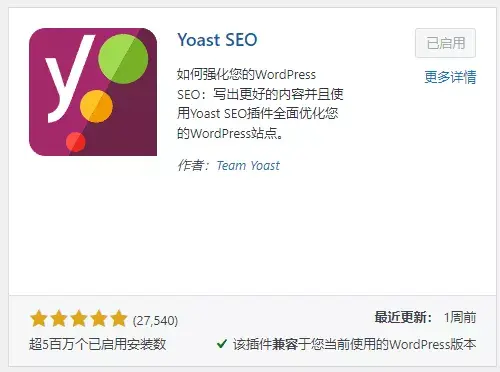 yo
Yoast SEO
已启用
更多详情
如何强化您的WordPress
SEO：写出更好的内容并且使
用Yoast SEO插件全面优化您
的WordPress站点。
作者：Team Yoast
(27,540)
最近更新： 1周前
超5百万个已启用安装数
该插件兼容于您当前使用的WordPress版本